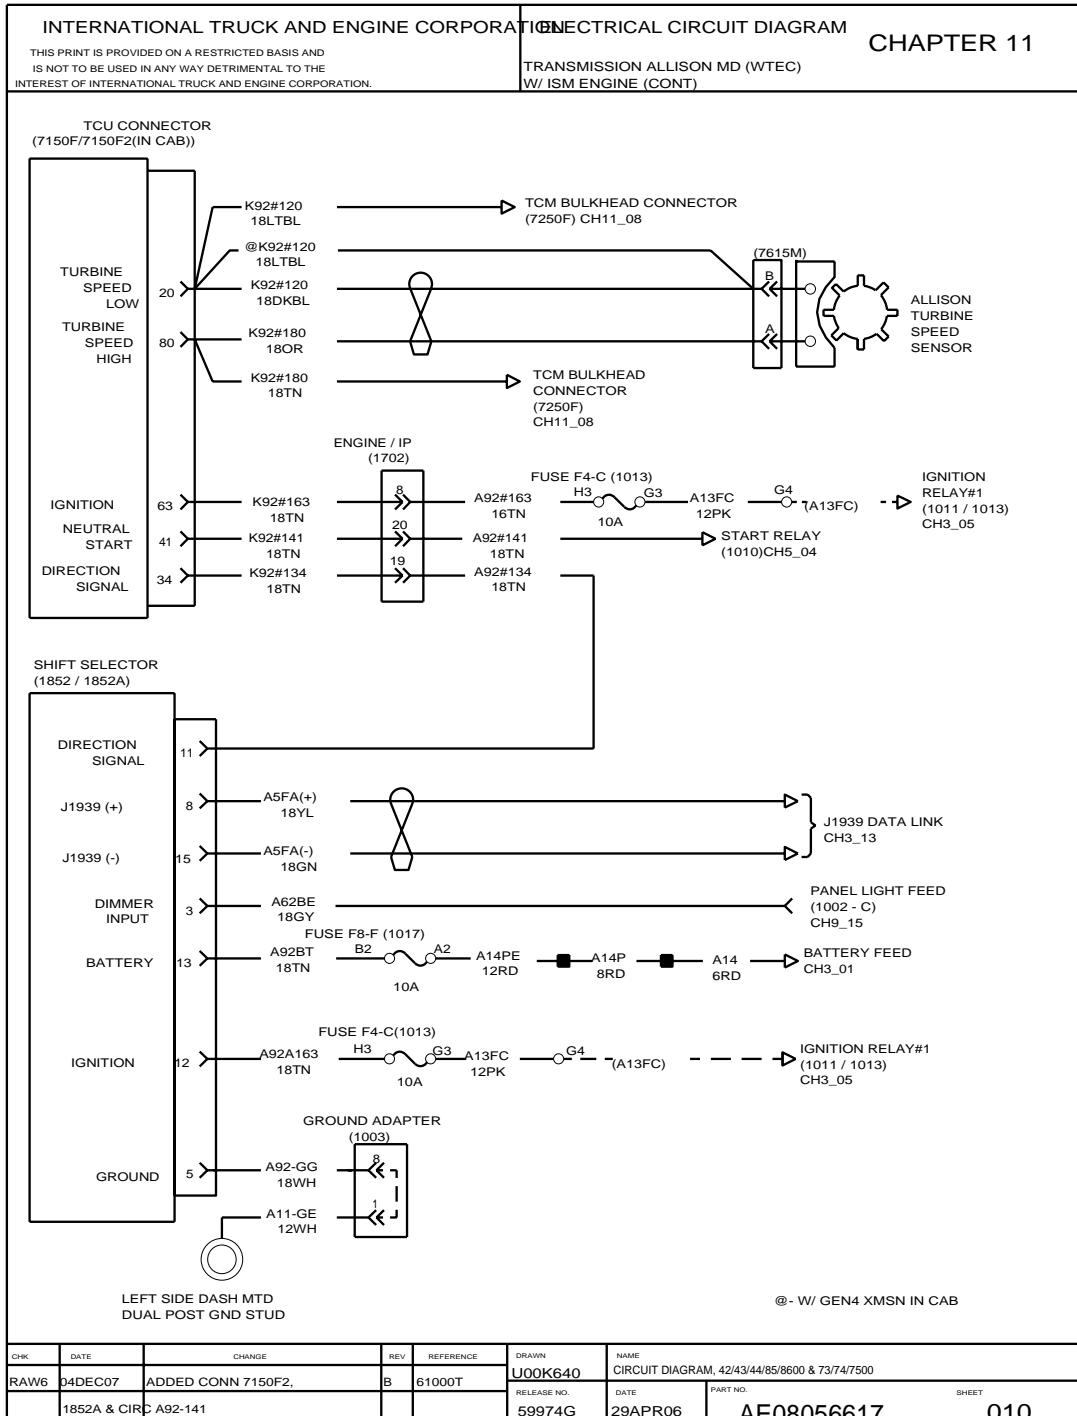 INTERNATIONAL TRUCK AND ENGINE CORPORATION
THIS PRINT IS PROVIDED ON A RESTRICTED BASIS AND
IS NOT TO BE USED IN ANY WAY DETRIMENTAL TO THE
INTEREST OF INTERNATIONAL TRUCK AND ENGINE CORPORATION.
ELECTRICAL CIRCUIT DIAGRAM
CHAPTER 11
TRANSMISSION ALLISON MD (WTEC)
W/ ISM ENGINE (CONT)
TCU CONNECTOR
(7150F/7150F2(IN CAB))
K92#120
18LTBL
TCM BULKHEAD CONNECTOR
(7250F) CH11_08
@K92#120
18LTBL
(7615M)
TURBINE
SPEED
LOW
20
K92#120
18DKBL
B
TURBINE
SPEED
HIGH
80
K92#180
18OR
A
ALLISON
TURBINE
SPEED
SENSOR
K92#180
18TN
TCM BULKHEAD
CONNECTOR
(7250F)
CH11_08
ENGINE / IP
(1702)
FUSE F4-C (1013)
IGNITION
63
K92#163
18TN
8
A92#163
16TN
H3
G3
10A
A13FC
12PK
G4
(A13FC)
IGNITION
RELAY#1
(1011 / 1013)
CH3_05
NEUTRAL
START
41
K92#141
18TN
20
A92#141
18TN
START RELAY
(1010)CH5_04
DIRECTION
SIGNAL
34
K92#134
18TN
19
A92#134
18TN
SHIFT SELECTOR
(1852 / 1852A)
DIRECTION
SIGNAL
11
J1939 (+)
8
A5FA(+)
18YL
J1939 DATA LINK
CH3_13
J1939 (-)
15
A5FA(-)
18GN
DIMMER
INPUT
3
A62BE
18GY
PANEL LIGHT FEED
(1002 - C)
CH9_15
FUSE F8-F (1017)
BATTERY
13
A92BT
18TN
B2
A2
10A
A14PE
12RD
A14P
8RD
A14
6RD
BATTERY FEED
CH3_01
FUSE F4-C(1013)
IGNITION
12
A92A163
18TN
H3
G3
10A
A13FC
12PK
G4
(A13FC)
IGNITION RELAY#1
(1011 / 1013)
CH3_05
GROUND ADAPTER
(1003)
GROUND
5
A92-GG
18WH
8
A11-GE
12WH
1
LEFT SIDE DASH MTD
DUAL POST GND STUD
@- W/ GEN4 XMSN IN CAB
CHK DATE CHANGE REV REFERENCE
RAW6 04DEC07 ADDED CONN 7150F2, B 61000T
1852A & CIRC A92-141
DRAWN
U00K640
NAME
CIRCUIT DIAGRAM, 42/43/44/85/8600 & 73/74/7500
RELEASE NO.
59974G
DATE
29APR06
PART NO.
AE08056617
SHEET
010